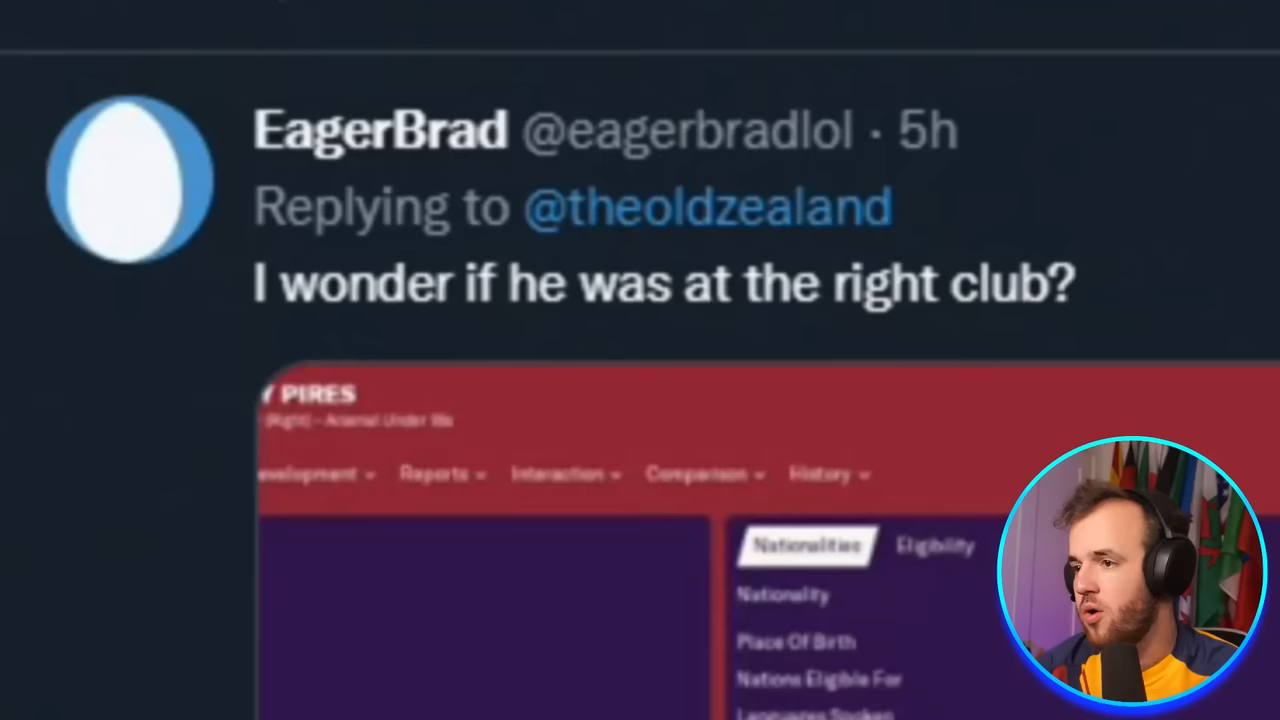 EagerBrad @eagerbradlol · 5h
Replying to @theoldzealand
I wonder if he was at the right club?
Y PIRES
(Right) - Arsenal Under 18s
evelopment Reports Interaction Comparison History
Nationalities Eligibility
Nationality
Place Of Birth
Nations Eligible For
Languages Spoken